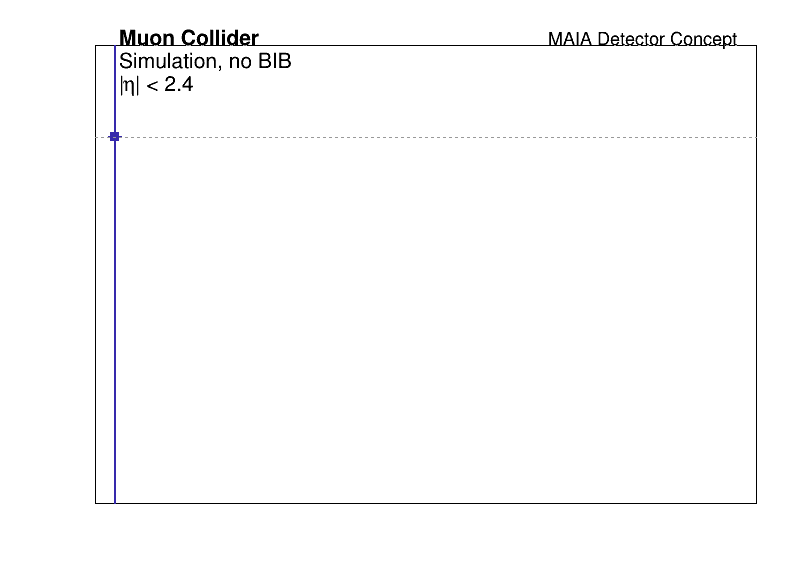 Muon Collider
MAIA Detector Concept
Simulation, no BIB
|η| < 2.4